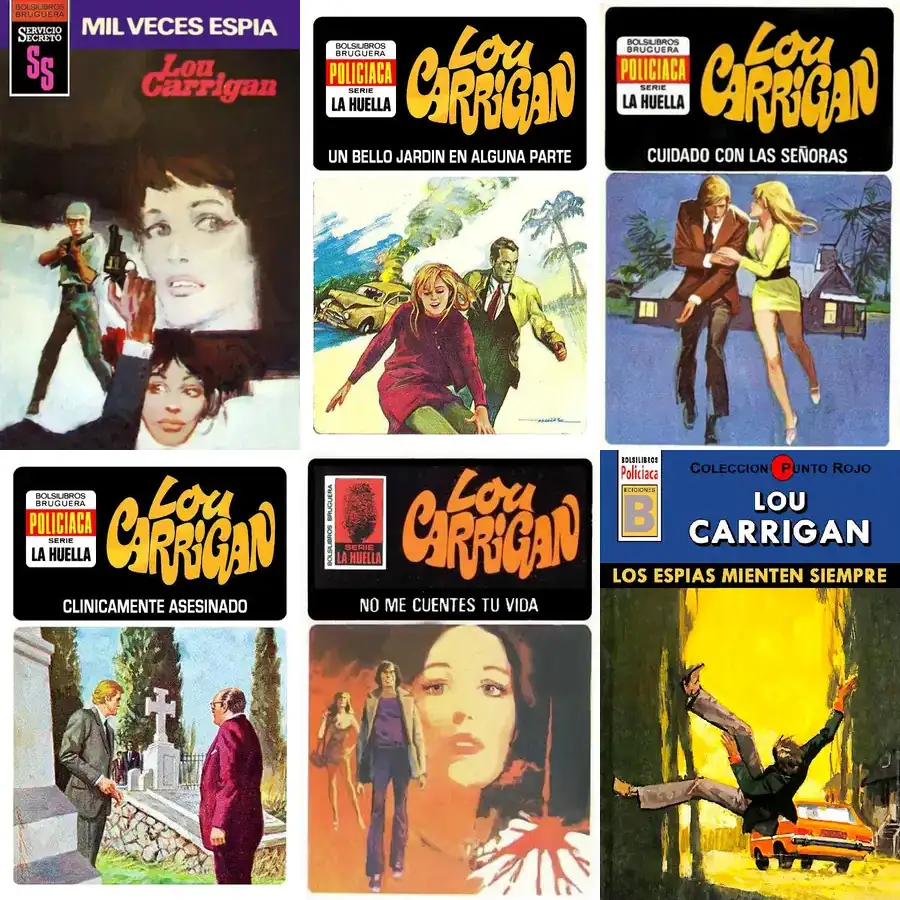 BOLSILIBROS
BRUGUERA
SERVICIO
SECRETO
SS
MIL VECES ESPIA
Lou
Carrigan
BOLSILIBROS
BRUGUERA
POLICIACA
SERIE
LA HUELLA
LOU
CARRIGAN
UN BELLO JARDIN EN ALGUNA PARTE
BOLSILIBROS
BRUGUERA
POLICIACA
SERIE
LA HUELLA
LOU
CARRIGAN
CUIDADO CON LAS SEÑORAS
BOLSILIBROS
BRUGUERA
POLICIACA
SERIE
LA HUELLA
LOU
CARRIGAN
CLINICAMENTE ASESINADO
BOLSILIBROS BRUGUERA
SERIE
LA HUELLA
LOU
CARRIGAN
NO ME CUENTES TU VIDA
BOLSILIBROS
Policiaca
EDICIONES
B
COLECCION PUNTO ROJO
LOU
CARRIGAN
LOS ESPIAS MIENTEN SIEMPRE